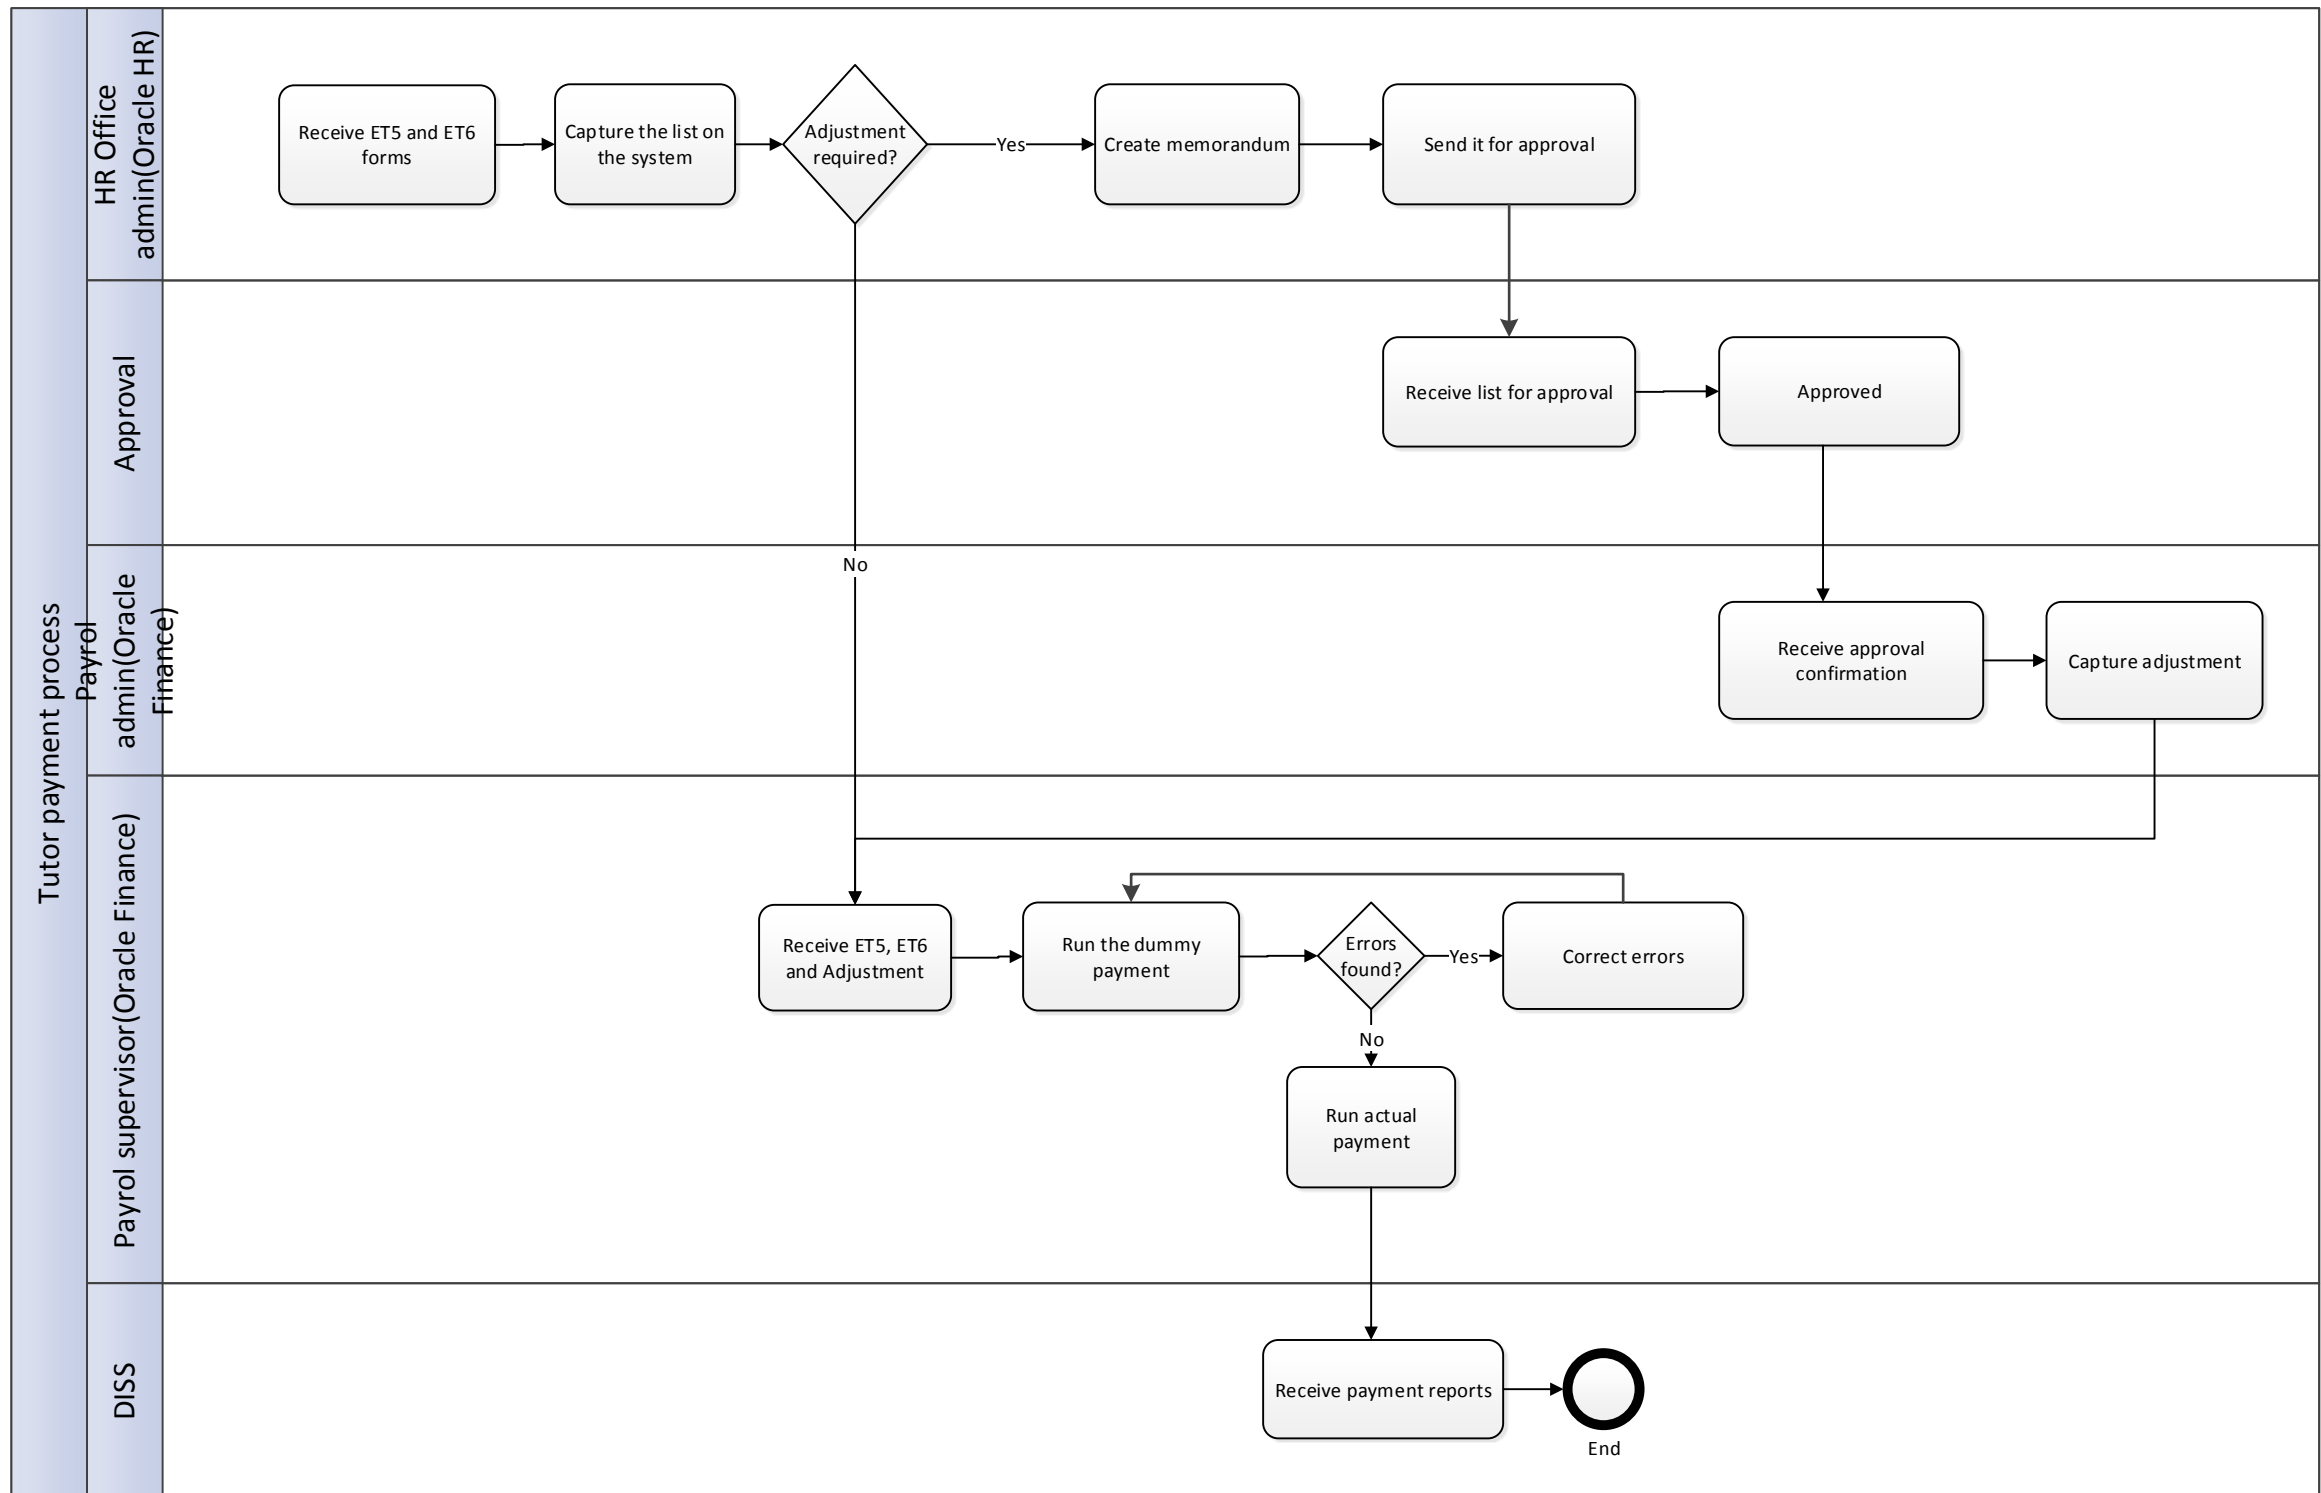 Tutor payment process
HR Office
admin(Oracle HR)
Receive ET5 and ET6
forms
Capture the list on
the system
Adjustment
required?
Yes
Create memorandum
Send it for approval
Approval
Receive list for approval
Approved
No
Payrol
admin(Oracle
Finance)
Receive approval
confirmation
Capture adjustment
Payrol supervisor(Oracle Finance)
Receive ET5, ET6
and Adjustment
Run the dummy
payment
Errors
found?
Yes
Correct errors
No
Run actual
payment
DISS
Receive payment reports
End